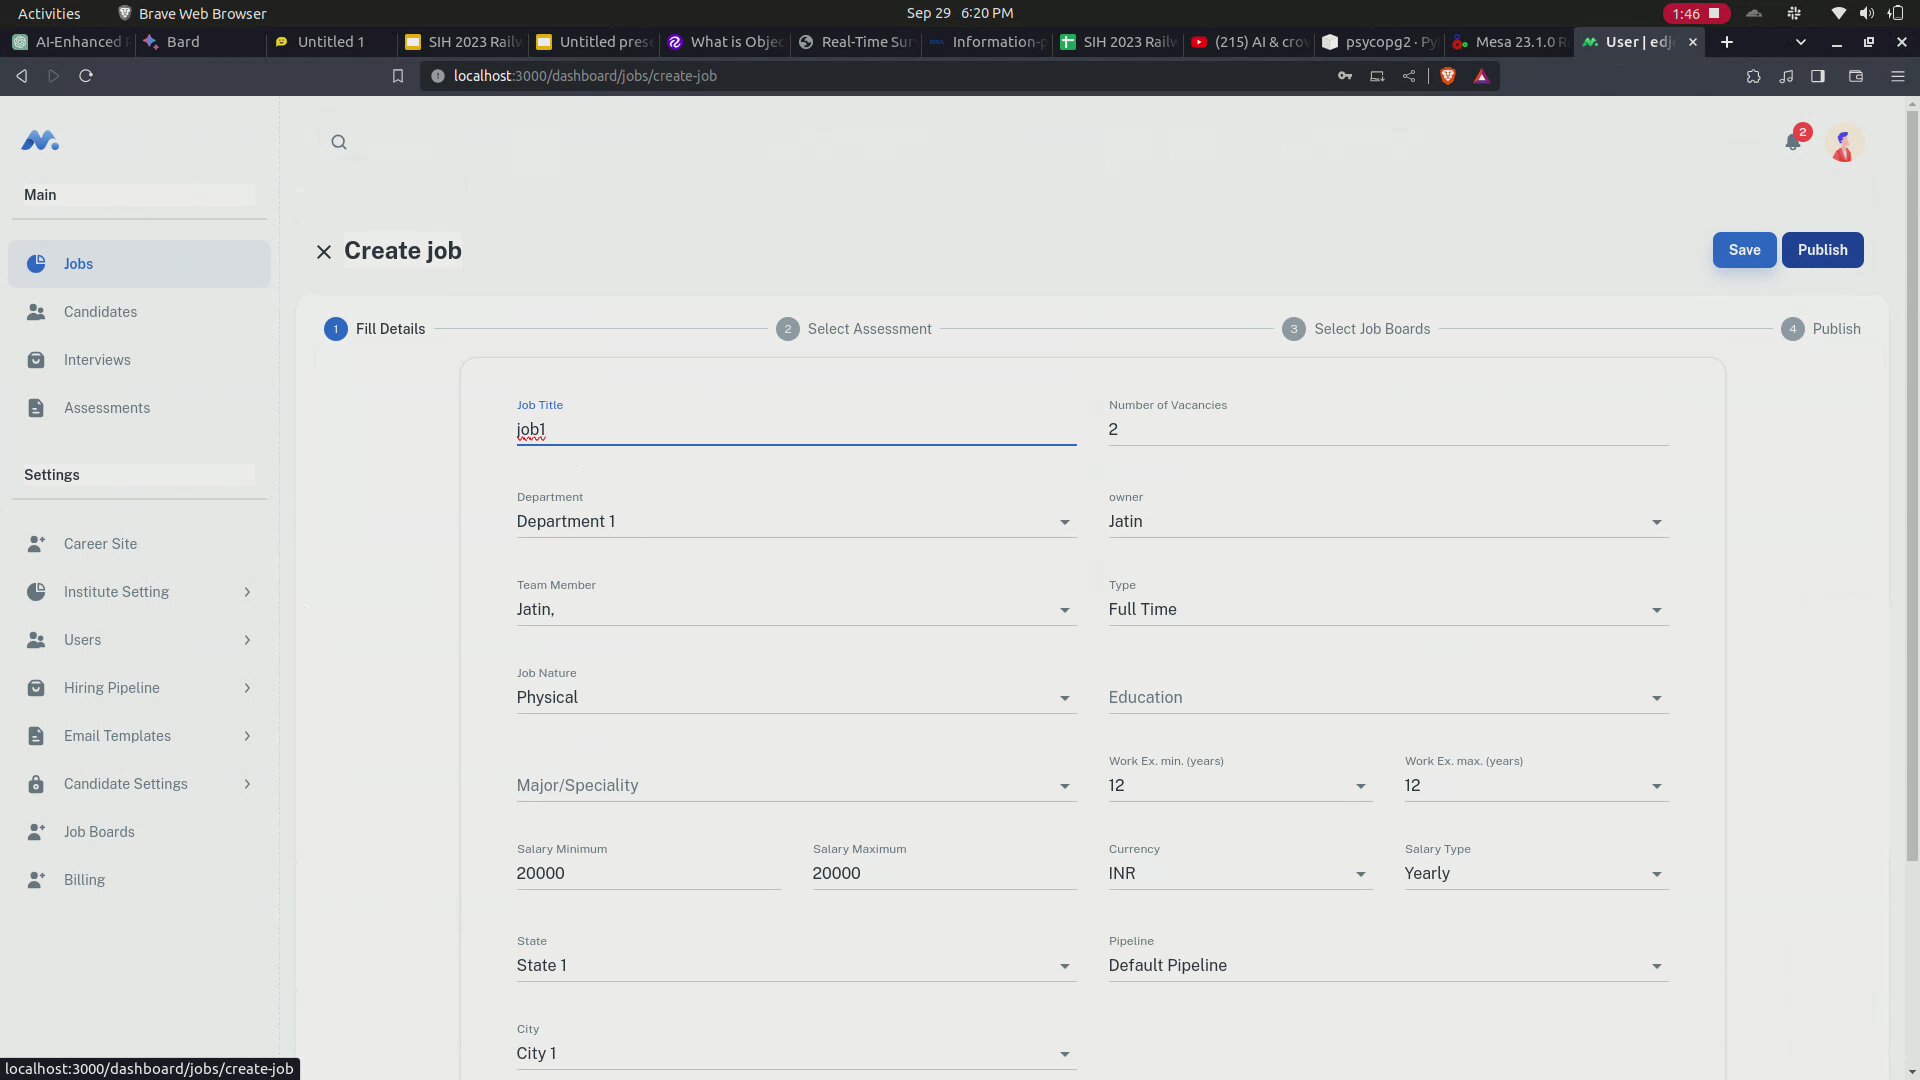 Activities
Brave Web Browser
Sep 29 6:20 PM
1:46
AI-Enhanced
Bard
Untitled 1
SIH 2023 Railw
Untitled prese
What is Objec
Real-Time Sur
Information-p
SIH 2023 Railw
(215) AI & crow
psycopg2 · Py
Mesa 23.1.0 R
User | edjo
localhost:3000/dashboard/jobs/create-job
2
Main
Jobs
Candidates
Interviews
Assessments
Settings
Career Site
Institute Setting
Users
Hiring Pipeline
Email Templates
Candidate Settings
Job Boards
Billing
Create job
Save
Publish
1 Fill Details
2 Select Assessment
3 Select Job Boards
4 Publish
Job Title
job1
Number of Vacancies
2
Department
Department 1
owner
Jatin
Team Member
Jatin,
Type
Full Time
Job Nature
Physical
Education
Major/Speciality
Work Ex. min. (years)
12
Work Ex. max. (years)
12
Salary Minimum
20000
Salary Maximum
20000
Currency
INR
Salary Type
Yearly
State
State 1
Pipeline
Default Pipeline
City
City 1
localhost:3000/dashboard/jobs/create-job